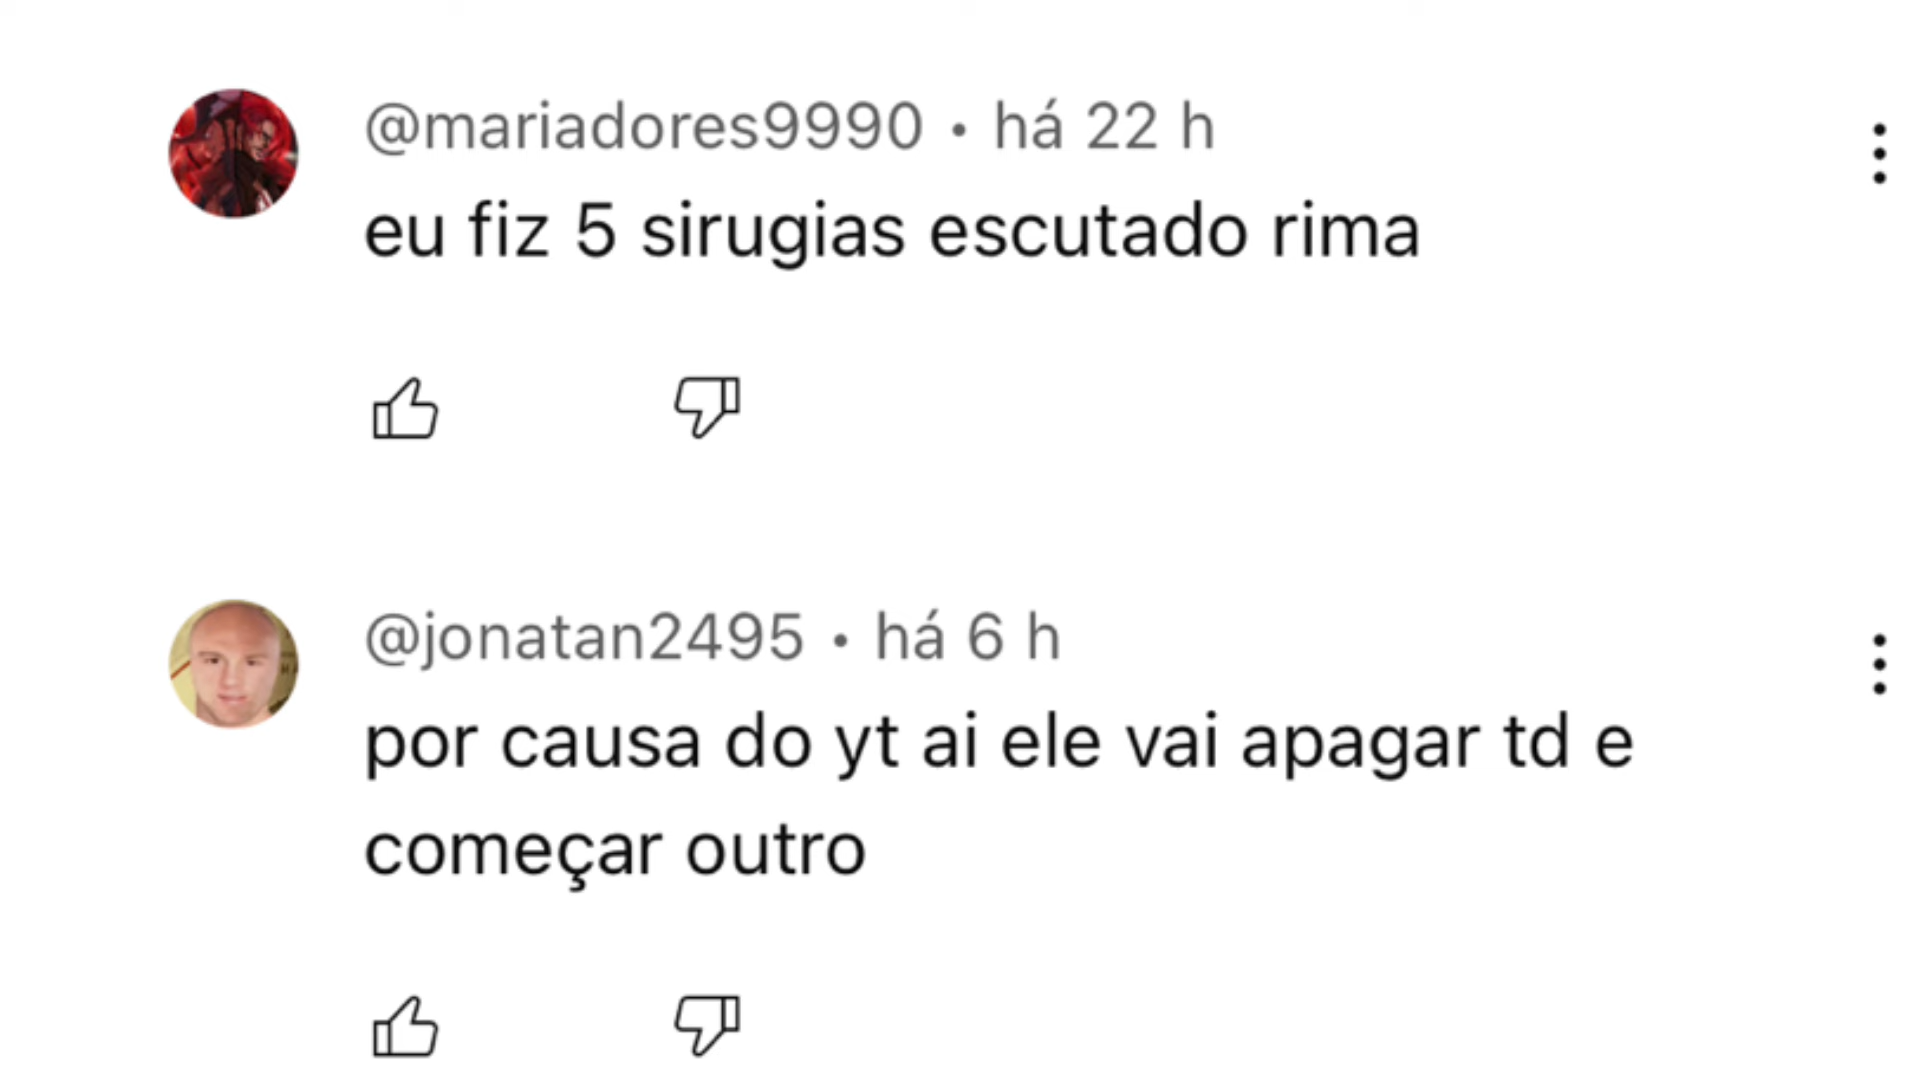 @mariadores9990 • há 22 h
eu fiz 5 sirugias escutado rima
@jonatan2495 • há 6 h
por causa do yt ai ele vai apagar td e
começar outro